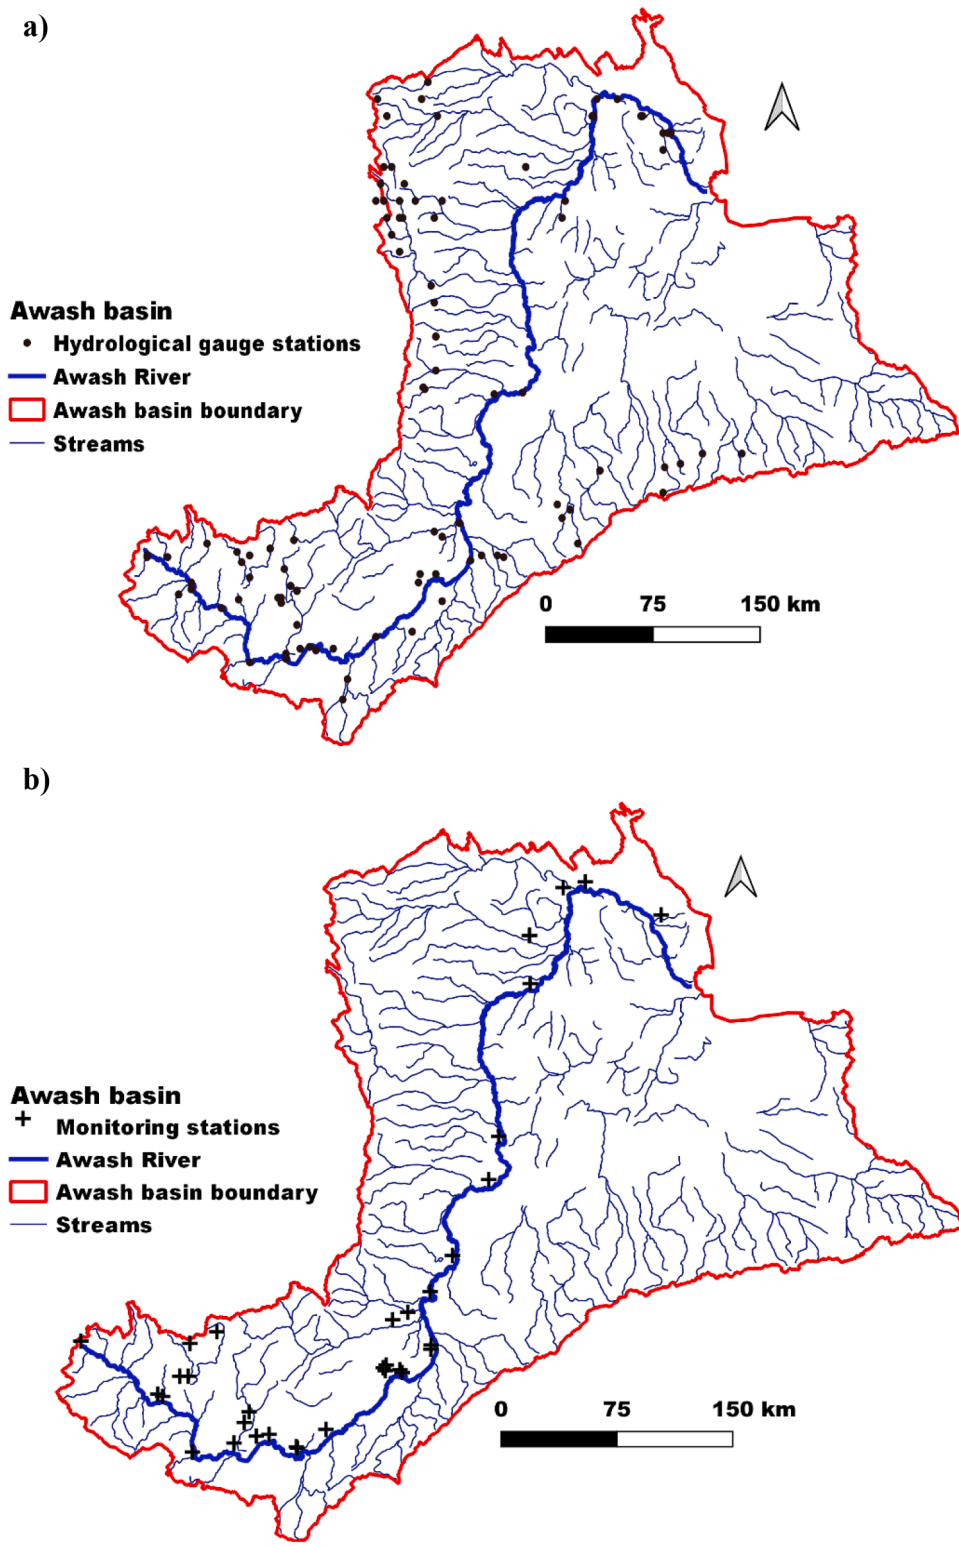 a)
Awash basin
Hydrological gauge stations
Awash River
Awash basin boundary
Streams
0 75 150 km
b)
Awash basin
Monitoring stations
Awash River
Awash basin boundary
Streams
0 75 150 km